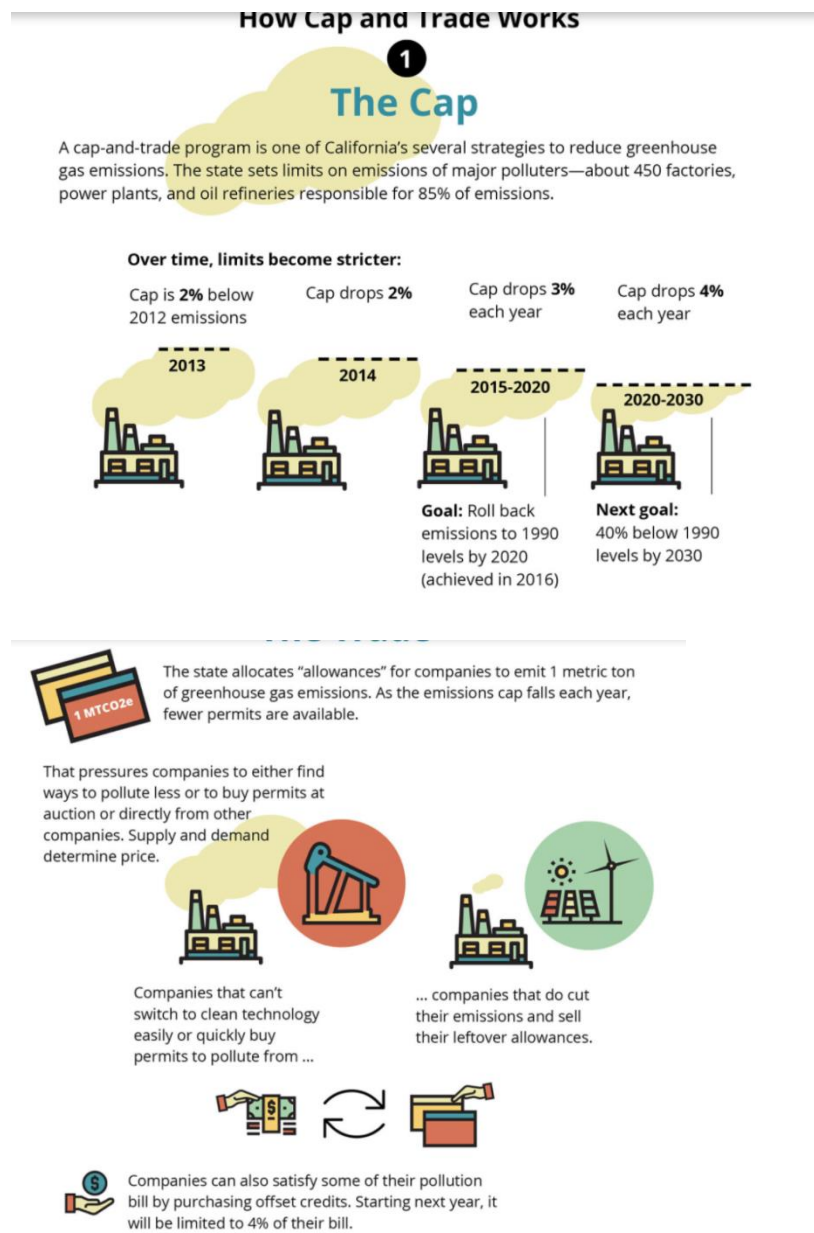 How Cap and Trade Works
1
The Cap
A cap-and-trade program is one of California’s several strategies to reduce greenhouse
gas emissions. The state sets limits on emissions of major polluters—about 450 factories,
power plants, and oil refineries responsible for 85% of emissions.
Over time, limits become stricter:
Cap is 2% below
2012 emissions
Cap drops 2%
Cap drops 3%
each year
Cap drops 4%
each year
2013
2014
2015-2020
2020-2030
Goal: Roll back
emissions to 1990
levels by 2020
(achieved in 2016)
Next goal:
40% below 1990
levels by 2030
The state allocates “allowances” for companies to emit 1 metric ton
of greenhouse gas emissions. As the emissions cap falls each year,
fewer permits are available.
1 MTCO2e
That pressures companies to either find
ways to pollute less or to buy permits at
auction or directly from other
companies. Supply and demand
determine price.
Companies that can’t
switch to clean technology
easily or quickly buy
permits to pollute from ...
... companies that do cut
their emissions and sell
their leftover allowances.
$
$
Companies can also satisfy some of their pollution
bill by purchasing offset credits. Starting next year, it
will be limited to 4% of their bill.